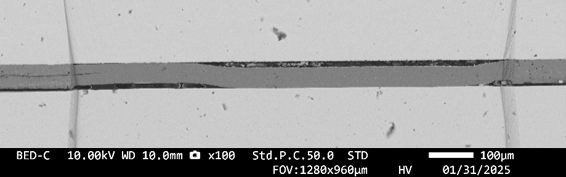 BED-C 10.00kV WD 10.0mm x100 Std.P.C.50.0 STD 100µm
FOV:1280x960µm HV 01/31/2025